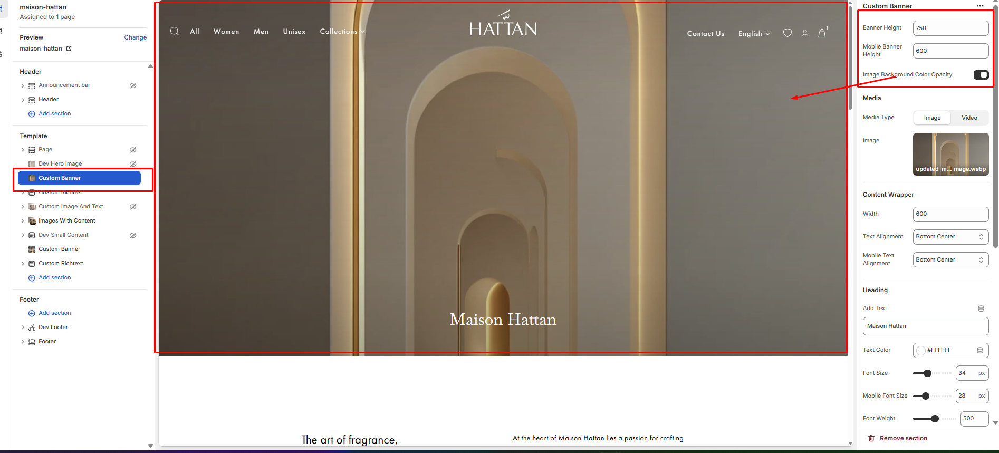 maison-hattan
Assigned to 1 page
Preview
Change
maison-hattan
Header
Announcement bar
Header
Add section
Template
Page
Dev Hero Image
Custom Banner
Custom Richtext
Custom Image And Text
Images With Content
Dev Small Content
Custom Banner
Custom Richtext
Add section
Footer
Add section
Dev Footer
Footer
All
Women
Men
Unisex
Collections
HATTAN
Contact Us
English
1
Maison Hattan
The art of fragrance,
At the heart of Maison Hattan lies a passion for crafting
Custom Banner
Banner Height
750
Mobile Banner
Height
600
Image Background Color Opacity
Media
Media Type
Image
Video
Image
updated_m... mage.webp
Content Wrapper
Width
600
Text Alignment
Bottom Center
Mobile Text
Alignment
Bottom Center
Heading
Add Text
Maison Hattan
Text Color
#FFFFFF
Font Size
34 px
Mobile Font Size
28 px
Font Weight
500
Remove section